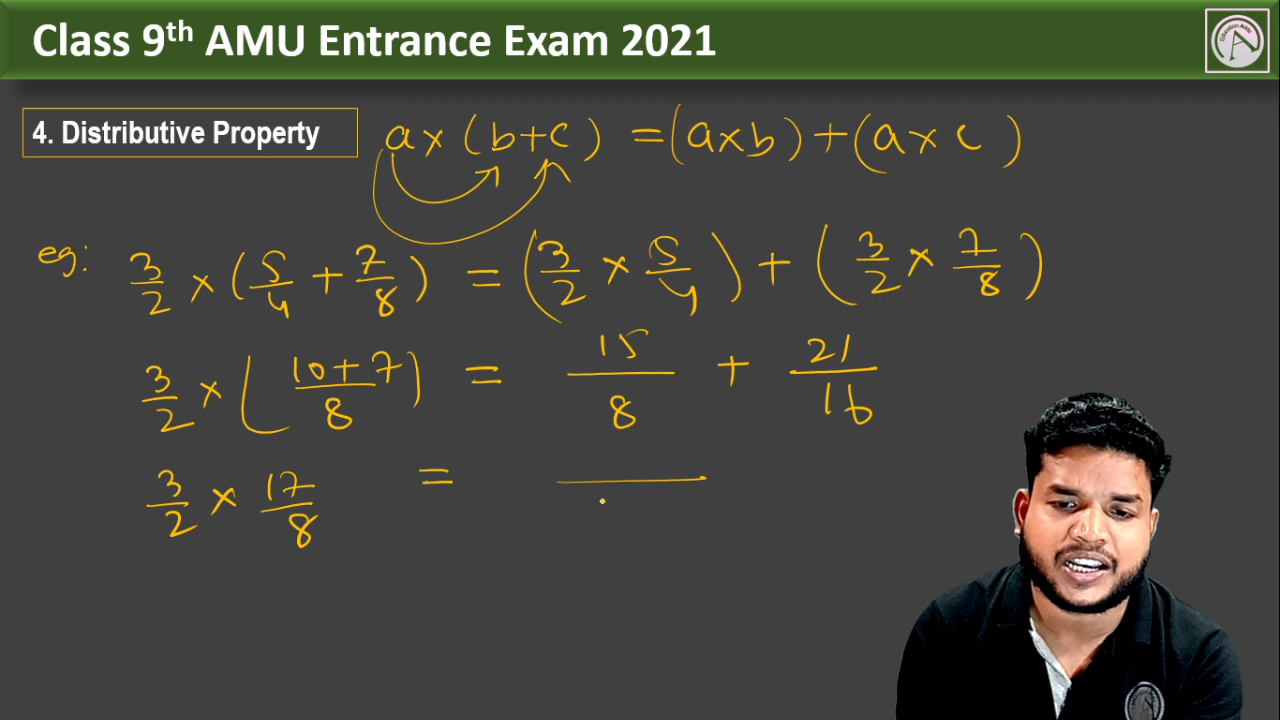 Class 9th AMU Entrance Exam 2021
4. Distributive Property
a × (b + c) = (a × b) + (a × c)
eg: 3/2 × (5/4 + 7/8) = (3/2 × 5/4) + (3/2 × 7/8)
3/2 × (10 + 7/8) = 15/8 + 21/16
3/2 × 17/8 =